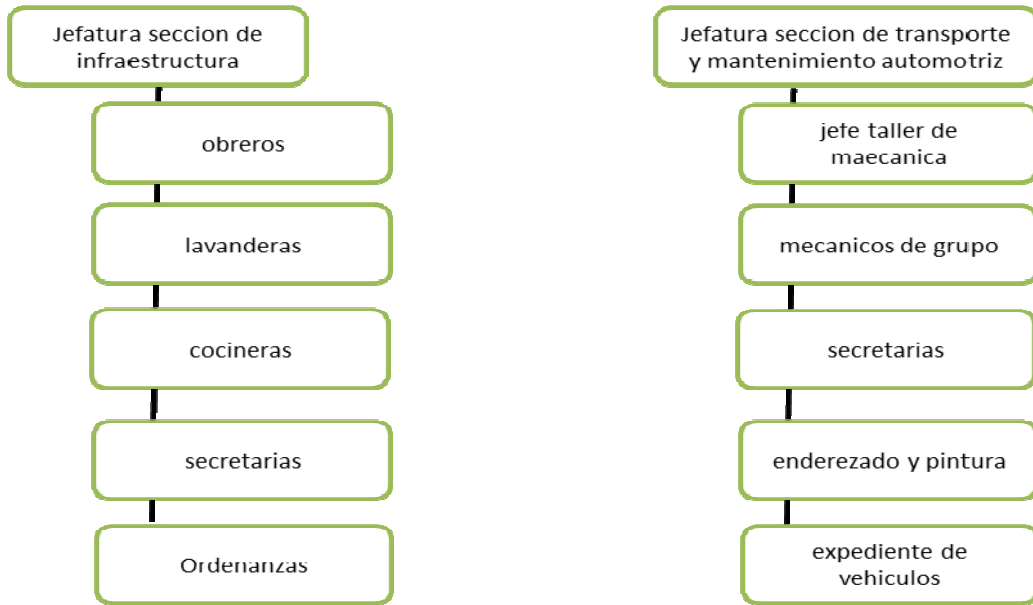 Jefatura seccion de
infraestructura
obreros
lavanderas
cocineras
secretarias
Ordenanzas
Jefatura seccion de transporte
y mantenimiento automotriz
jefe taller de
maecanica
mecanicos de grupo
secretarias
enderezado y pintura
expediente de
vehiculos